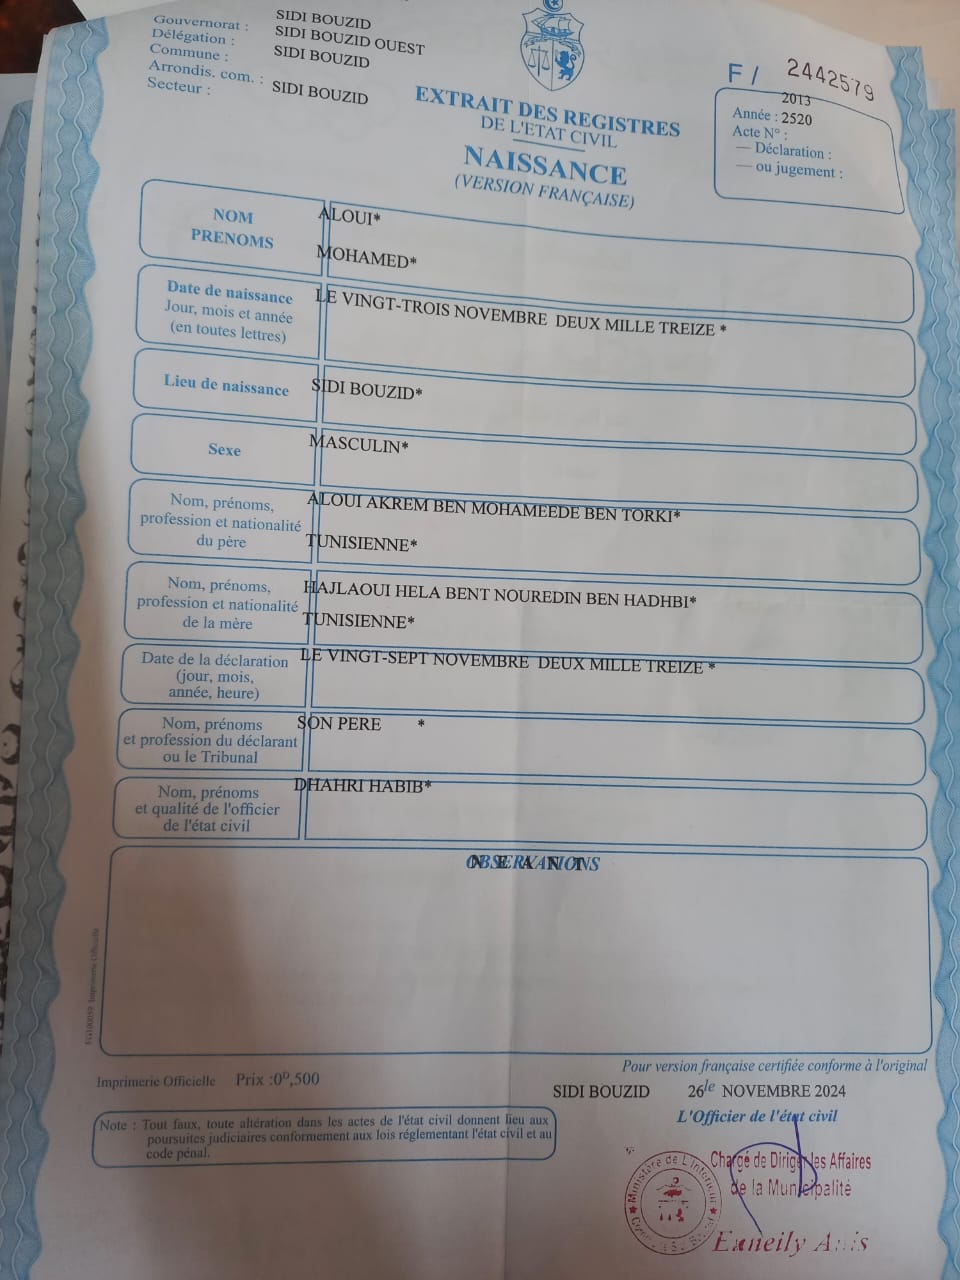 Gouvernorat : SIDI BOUZID
Délégation : SIDI BOUZID OUEST
Commune : SIDI BOUZID
Arrondis. com. :
Secteur : SIDI BOUZID
EXTRAIT DES REGISTRES
DE L'ETAT CIVIL
NAISSANCE
(VERSION FRANÇAISE)
F / 2442579
2013
Année : 2520
Acte N° :
— Déclaration :
— ou jugement :
NOM ALOUI*
PRENOMS MOHAMED*
Date de naissance LE VINGT-TROIS NOVEMBRE DEUX MILLE TREIZE *
Jour, mois et année
(en toutes lettres)
Lieu de naissance SIDI BOUZID*
Sexe MASCULIN*
Nom, prénoms, ALOUI AKREM BEN MOHAMEEDE BEN TORKI*
profession et nationalité
du père TUNISIENNE*
Nom, prénoms, HAJLAOUI HELA BENT NOUREDIN BEN HADHBI*
profession et nationalité
de la mère TUNISIENNE*
Date de la déclaration LE VINGT-SEPT NOVEMBRE DEUX MILLE TREIZE *
(jour, mois,
année, heure)
Nom, prénoms SON PERE *
et profession du déclarant
ou le Tribunal
Nom, prénoms DHAHRI HABIB*
et qualité de l'officier
de l'état civil
OBSERVATIONS
N E A N T
Imprimerie Officielle
Pour version française certifiée conforme à l'original
Imprimerie Officielle Prix :0ᴰ,500
SIDI BOUZID 26 le NOVEMBRE 2024
L'Officier de l'état civil
Note : Tout faux, toute altération dans les actes de l'état civil donnent lieu aux
poursuites judiciaires conformement aux lois réglementant l'état civil et au
code pénal.
Chargé de Diriger les Affaires
de la Municipalité
Ministère de L'Interieur
Anis